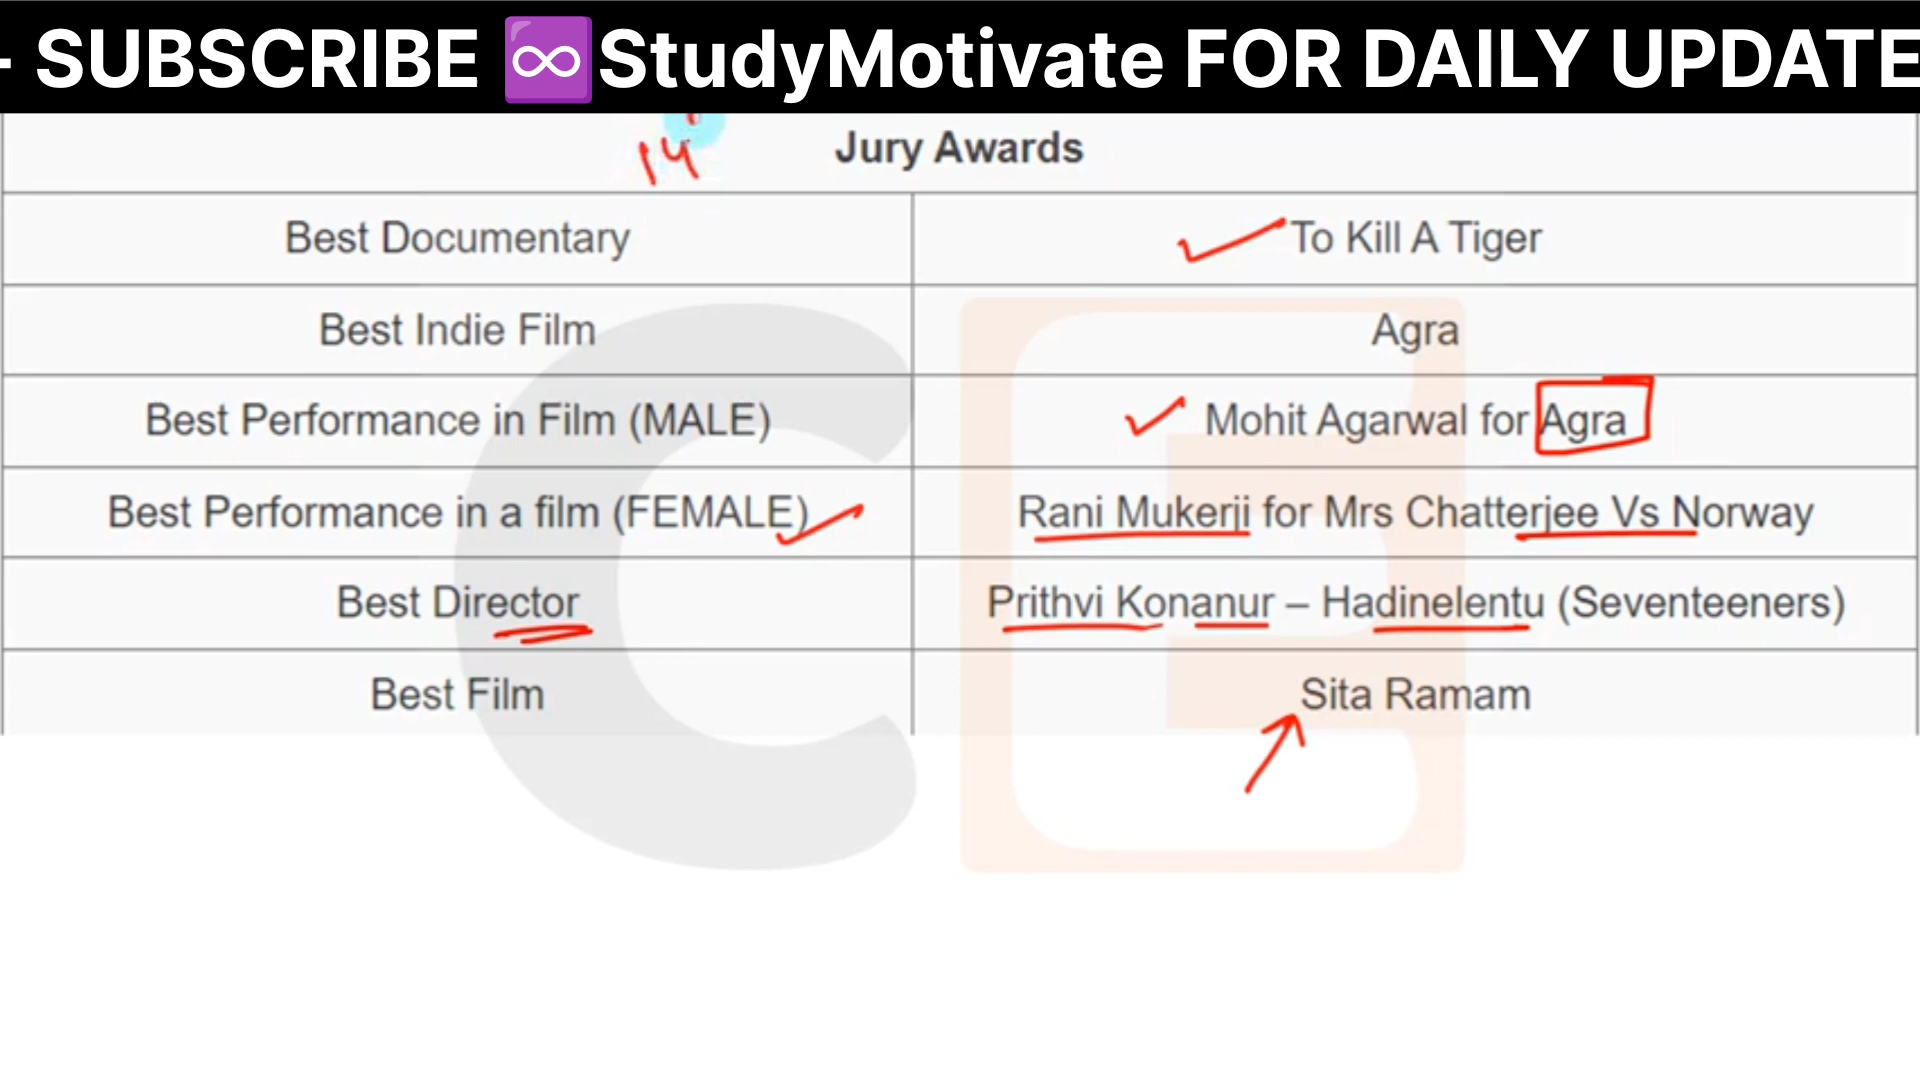 - SUBSCRIBE ♾️StudyMotivate FOR DAILY UPDATE
14
Jury Awards
Best Documentary To Kill A Tiger
Best Indie Film Agra
Best Performance in Film (MALE) Mohit Agarwal for Agra
Best Performance in a film (FEMALE) Rani Mukerji for Mrs Chatterjee Vs Norway
Best Director Prithvi Konanur – Hadinelentu (Seventeeners)
Best Film Sita Ramam